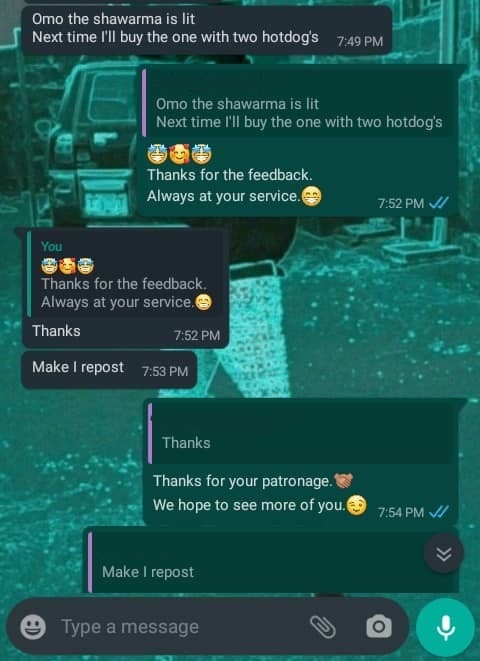 Omo the shawarma is lit
Next time I'll buy the one with two hotdog's 7:49 PM
Omo the shawarma is lit
Next time I'll buy the one with two hotdog's
🤠🥰🤠
Thanks for the feedback.
Always at your service.😁
7:52 PM
You
🤠🥰🤠
Thanks for the feedback.
Always at your service.😁
Thanks
7:52 PM
Make I repost 7:53 PM
Thanks
Thanks for your patronage.🤝
We hope to see more of you.😉 7:54 PM
Make I repost
Type a message